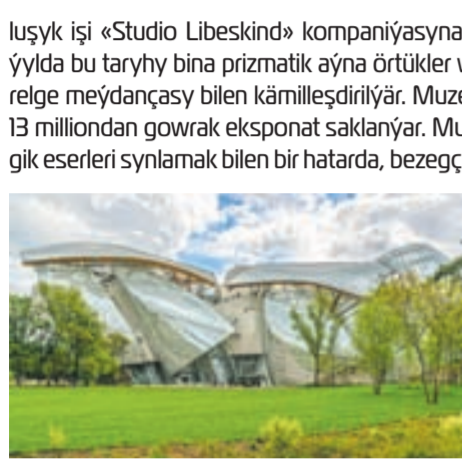 luşyk işi «Studio Libeskind» kompaniýasyna
ýylda bu taryhy bina prizmatik aýna örtükler
relge meýdançasy bilen kämilleşdirilýär. Muze
13 milliondan gowrak eksponat saklanýar. Mu
gik eserleri synlamak bilen bir hatarda, bezegç